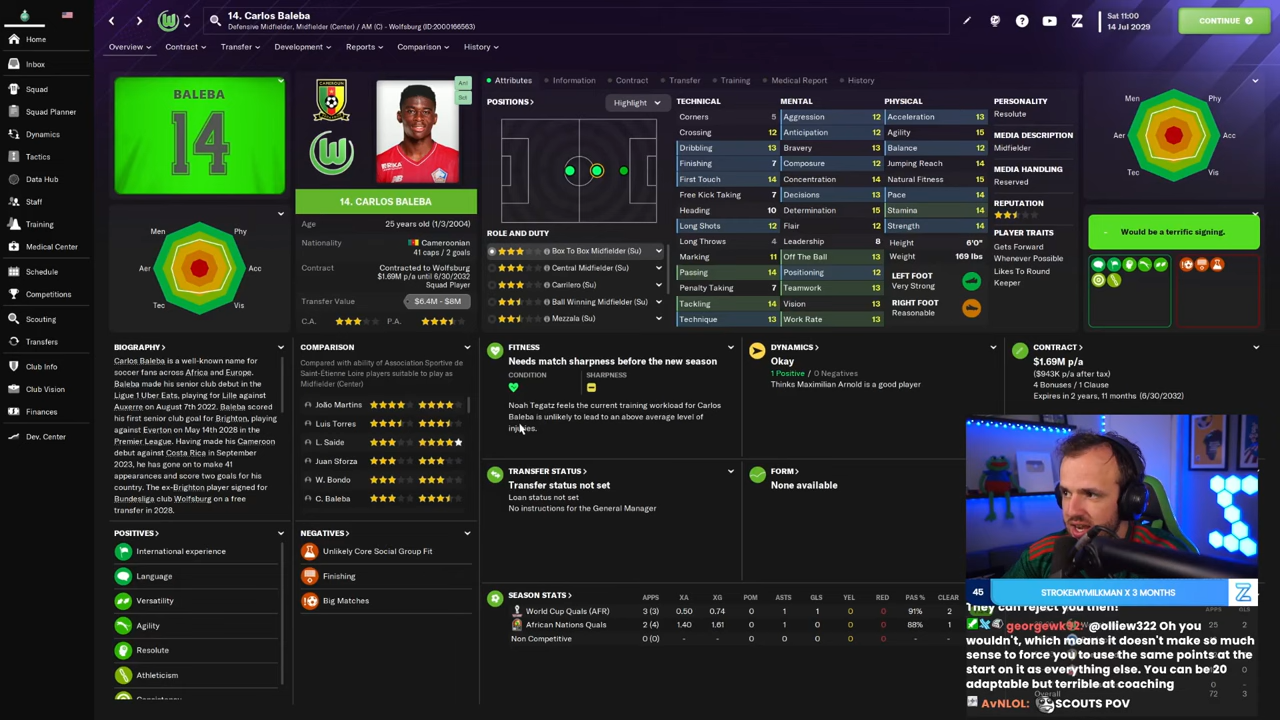 14. Carlos Baleba
Defensive Midfielder, Midfielder (Center) / AM (C) - Wolfsburg (ID:2000166563)
Sat 11:00
14 Jul 2029
CONTINUE
Home
Inbox
Squad
Squad Planner
Dynamics
Tactics
Data Hub
Staff
Training
Medical Center
Schedule
Competitions
Scouting
Transfers
Club Info
Club Vision
Finances
Dev. Center
Overview
Contract
Transfer
Development
Reports
Comparison
History
BALEBA
14
14. CARLOS BALEBA
Age 25 years old (1/3/2004)
Nationality Cameroonian
41 caps / 2 goals
Contract Contracted to Wolfsburg
$1.69M p/a until 6/30/2032
Squad Player
Transfer Value $6.4M - $8M
C.A. P.A.
Men Phy
Aer Acc
Tec Vis
Attributes Information Contract Transfer Training Medical Report History
POSITIONS
Highlight
ROLE AND DUTY
Box To Box Midfielder (Su)
Central Midfielder (Su)
Carrilero (Su)
Ball Winning Midfielder (Su)
Mezzala (Su)
TECHNICAL
Corners 5
Crossing 12
Dribbling 13
Finishing 7
First Touch 14
Free Kick Taking 7
Heading 10
Long Shots 12
Long Throws 4
Marking 11
Passing 14
Penalty Taking 7
Tackling 14
Technique 13
MENTAL
Aggression 12
Anticipation 12
Bravery 13
Composure 12
Concentration 14
Decisions 13
Determination 15
Flair 12
Leadership 8
Off The Ball 13
Positioning 12
Teamwork 13
Vision 13
Work Rate 13
PHYSICAL
Acceleration 13
Agility 15
Balance 12
Jumping Reach 14
Natural Fitness 15
Pace 14
Stamina 14
Strength 14
Height 6'0"
Weight 169 lbs
LEFT FOOT
Very Strong
RIGHT FOOT
Reasonable
PERSONALITY
Resolute
MEDIA DESCRIPTION
Midfielder
MEDIA HANDLING
Reserved
REPUTATION
PLAYER TRAITS
Gets Forward
Whenever Possible
Likes To Round
Keeper
Men Phy
Aer Acc
Tec Vis
- Would be a terrific signing.
BIOGRAPHY
Carlos Baleba is a well-known name for
soccer fans across Africa and Europe.
Baleba made his senior club debut in the
Ligue 1 Uber Eats, playing for Lille against
Auxerre on August 7th 2022. Baleba scored
his first senior club goal for Brighton, playing
against Everton on May 14th 2028 in the
Premier League. Having made his Cameroon
debut against Costa Rica in September
2023, he has gone on to make 41
appearances and score two goals for his
country. The ex-Brighton player signed for
Bundesliga club Wolfsburg on a free
transfer in 2028.
COMPARISON
Compared with ability of Association Sportive de
Saint-Étienne Loire players suitable to play as
Midfielder (Center)
João Martins
Luis Torres
L. Saide
Juan Sforza
W. Bondo
C. Baleba
FITNESS
Needs match sharpness before the new season
CONDITION SHARPNESS
Noah Tegatz feels the current training workload for Carlos
Baleba is unlikely to lead to an above average level of
injuries.
DYNAMICS
Okay
1 Positive / 0 Negatives
Thinks Maximilian Arnold is a good player
CONTRACT
$1.69M p/a
($943K p/a after tax)
4 Bonuses / 1 Clause
Expires in 2 years, 11 months (6/30/2032)
TRANSFER STATUS
Transfer status not set
Loan status not set
No instructions for the General Manager
FORM
None available
POSITIVES
International experience
Language
Versatility
Agility
Resolute
Athleticism
Consistency
NEGATIVES
Unlikely Core Social Group Fit
Finishing
Big Matches
SEASON STATS APPS XA XG POM ASTS GLS YEL RED PAS % CLEAR
World Cup Quals (AFR) 3 (3) 0.50 0.74 0 1 1 0 0 91% 2
African Nations Quals 2 (4) 1.40 1.61 0 1 0 0 0 88% 1
Non Competitive 0 (0) - - 0 0 0 0 0 - -
45 STROKEMYMILKMAN X 3 MONTHS
They can reject you then!
georgewk92: @olliew322 Oh you
wouldn't, which means it doesn't make so much
sense to force you to use the same points at the
start on it as everything else. You can be 20
adaptable but terrible at coaching
AvNLOL: SCOUTS POV
Overall 72 3